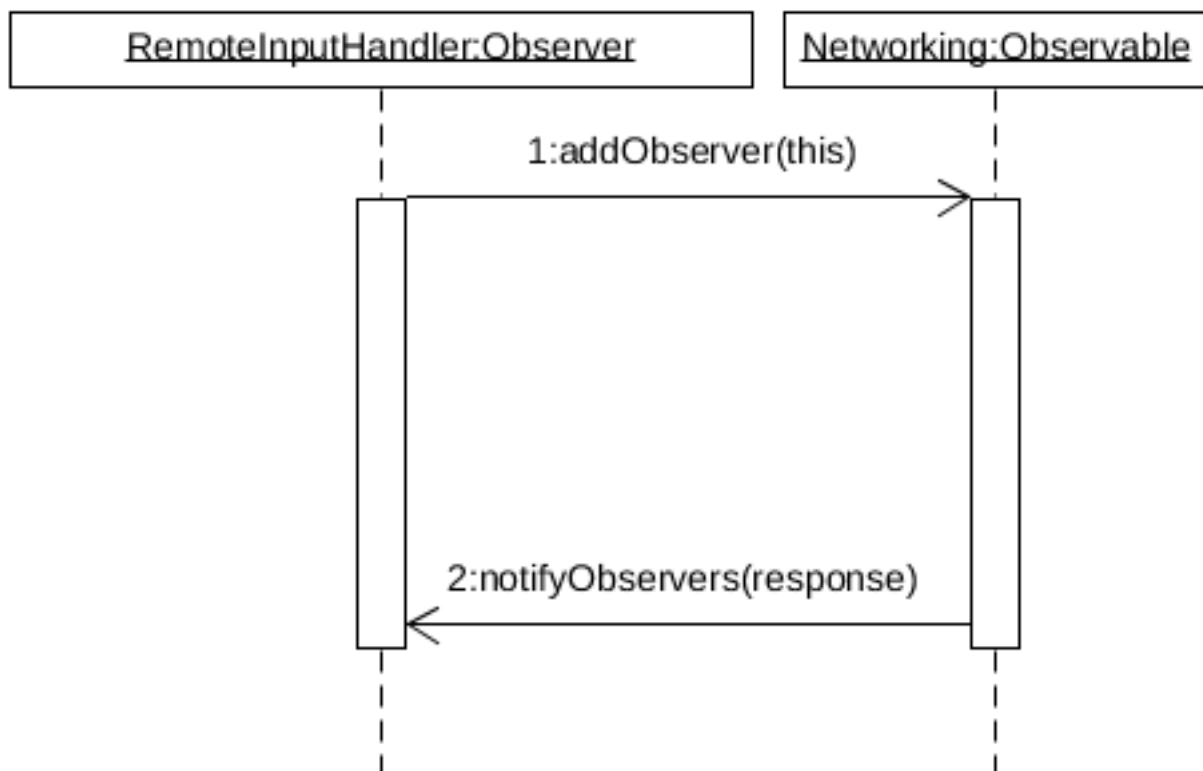 RemoteInputHandler:Observer
Networking:Observable
1:addObserver(this)
2:notifyObservers(response)